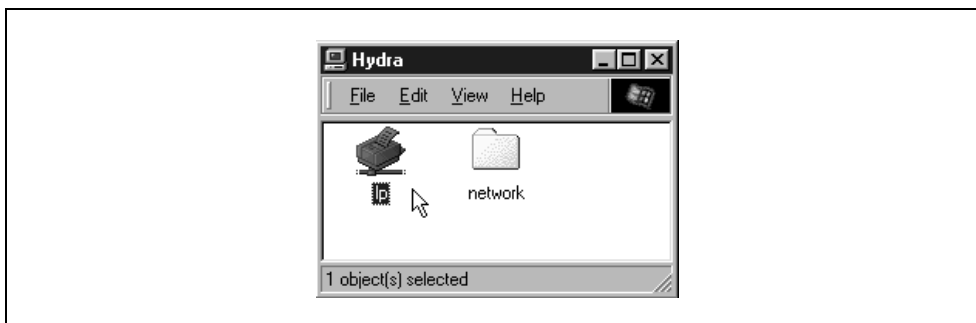 Hydra
File Edit View Help
lp
network
1 object(s) selected